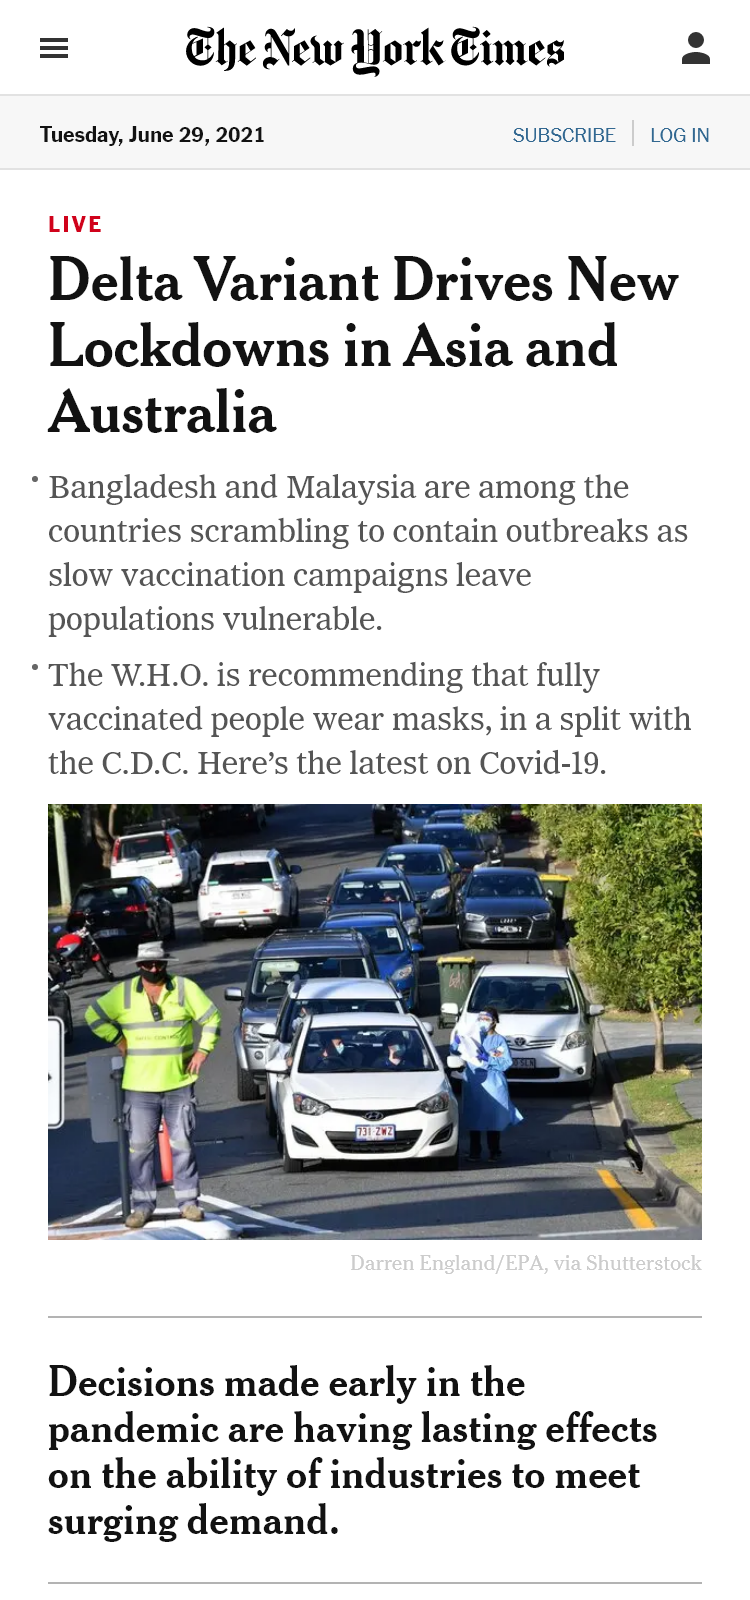 The New York Times
Tuesday, June 29, 2021
SUBSCRIBE
LOG IN
LIVE
Delta Variant Drives New
Lockdowns in Asia and
Australia
• Bangladesh and Malaysia are among the
countries scrambling to contain outbreaks as
slow vaccination campaigns leave
populations vulnerable.
• The W.H.O. is recommending that fully
vaccinated people wear masks, in a split with
the C.D.C. Here’s the latest on Covid-19.
731·ZWZ
Darren England/EPA, via Shutterstock
Decisions made early in the
pandemic are having lasting effects
on the ability of industries to meet
surging demand.